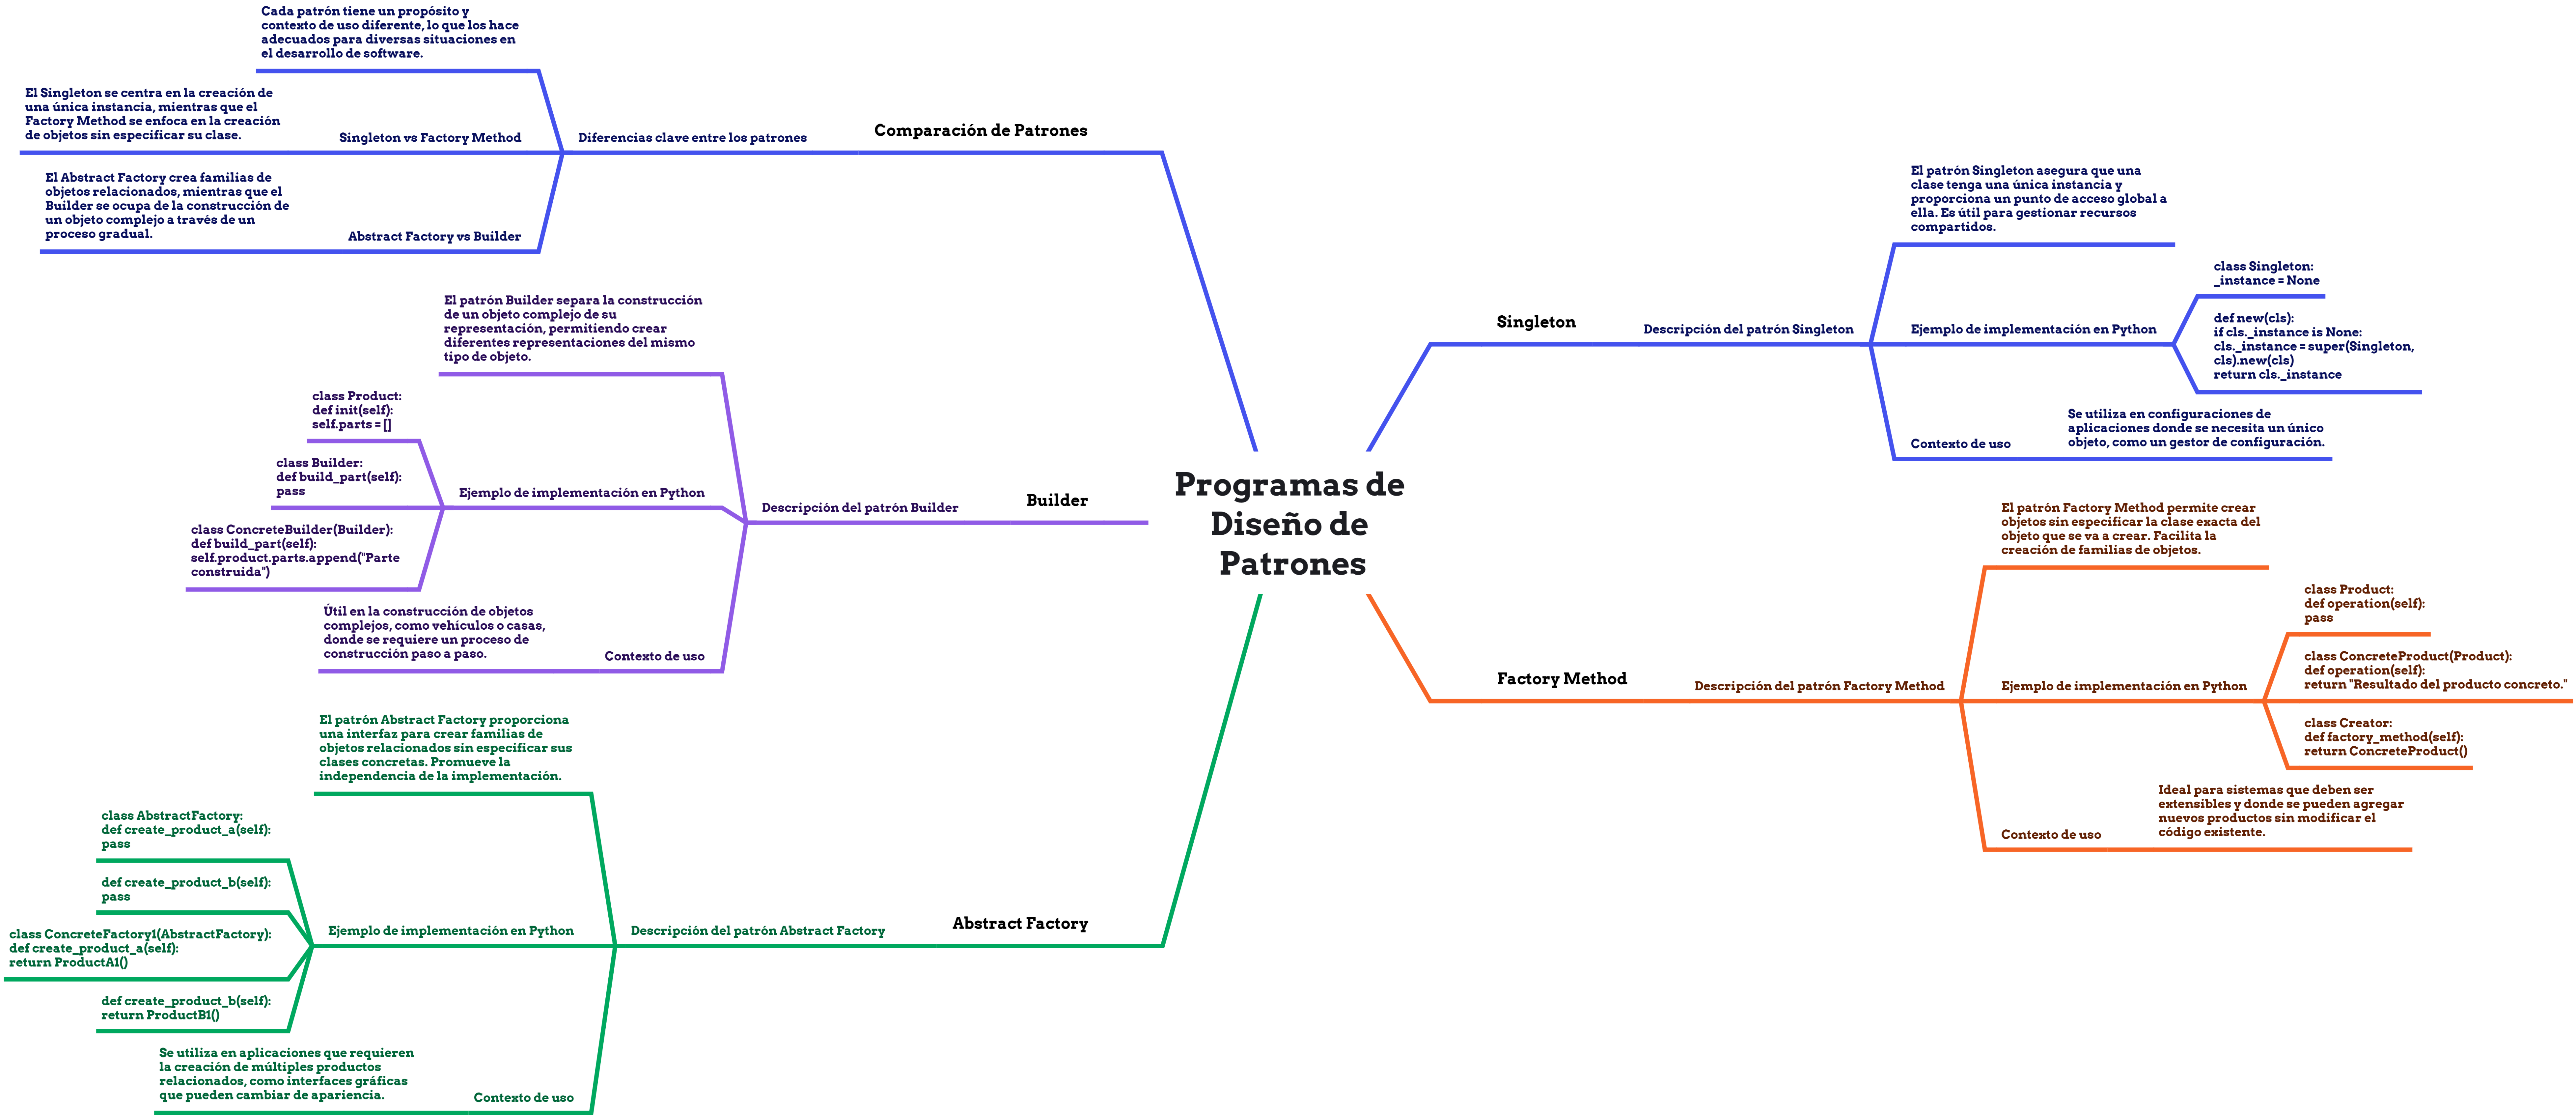 Programas de
Diseño de
Patrones
Singleton
Descripción del patrón Singleton
El patrón Singleton asegura que una
clase tenga una única instancia y
proporciona un punto de acceso global a
ella. Es útil para gestionar recursos
compartidos.
Ejemplo de implementación en Python
class Singleton:
_instance = None
def new(cls):
if cls._instance is None:
cls._instance = super(Singleton,
cls).new(cls)
return cls._instance
Contexto de uso
Se utiliza en configuraciones de
aplicaciones donde se necesita un único
objeto, como un gestor de configuración.
Factory Method
Descripción del patrón Factory Method
El patrón Factory Method permite crear
objetos sin especificar la clase exacta del
objeto que se va a crear. Facilita la
creación de familias de objetos.
Ejemplo de implementación en Python
class Product:
def operation(self):
pass
class ConcreteProduct(Product):
def operation(self):
return "Resultado del producto concreto."
class Creator:
def factory_method(self):
return ConcreteProduct()
Contexto de uso
Ideal para sistemas que deben ser
extensibles y donde se pueden agregar
nuevos productos sin modificar el
código existente.
Comparación de Patrones
Diferencias clave entre los patrones
Cada patrón tiene un propósito y
contexto de uso diferente, lo que los hace
adecuados para diversas situaciones en
el desarrollo de software.
Singleton vs Factory Method
El Singleton se centra en la creación de
una única instancia, mientras que el
Factory Method se enfoca en la creación
de objetos sin especificar su clase.
Abstract Factory vs Builder
El Abstract Factory crea familias de
objetos relacionados, mientras que el
Builder se ocupa de la construcción de
un objeto complejo a través de un
proceso gradual.
Builder
Descripción del patrón Builder
El patrón Builder separa la construcción
de un objeto complejo de su
representación, permitiendo crear
diferentes representaciones del mismo
tipo de objeto.
Ejemplo de implementación en Python
class Product:
def init(self):
self.parts = []
class Builder:
def build_part(self):
pass
class ConcreteBuilder(Builder):
def build_part(self):
self.product.parts.append("Parte
construida")
Contexto de uso
Útil en la construcción de objetos
complejos, como vehículos o casas,
donde se requiere un proceso de
construcción paso a paso.
Abstract Factory
Descripción del patrón Abstract Factory
El patrón Abstract Factory proporciona
una interfaz para crear familias de
objetos relacionados sin especificar sus
clases concretas. Promueve la
independencia de la implementación.
Ejemplo de implementación en Python
class AbstractFactory:
def create_product_a(self):
pass
def create_product_b(self):
pass
class ConcreteFactory1(AbstractFactory):
def create_product_a(self):
return ProductA1()
def create_product_b(self):
return ProductB1()
Contexto de uso
Se utiliza en aplicaciones que requieren
la creación de múltiples productos
relacionados, como interfaces gráficas
que pueden cambiar de apariencia.